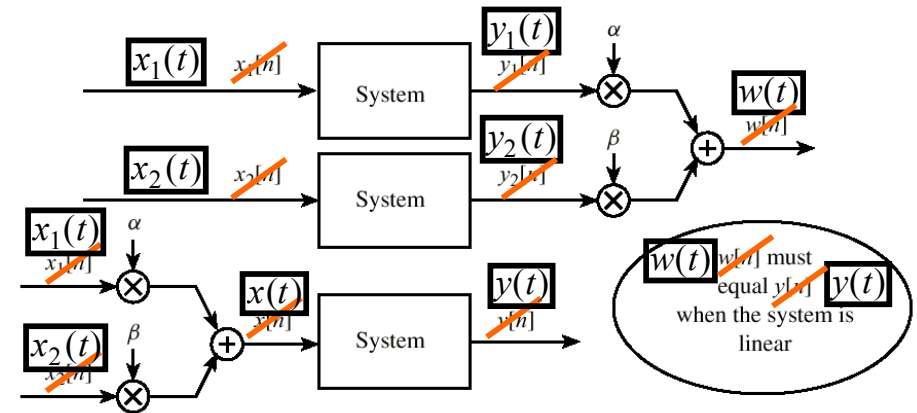 x₁(t) x₁[n] System y₁(t) y₁[n] α
w(t) w[n]
x₂(t) x₂[n] System y₂(t) y₂[n] β
x₁(t) x₁[n] α
x(t) x[n] System y(t) y[n]
x₂(t) x₂[n] β
w(t) w[n] must
equal y[n] y(t)
when the system is
linear